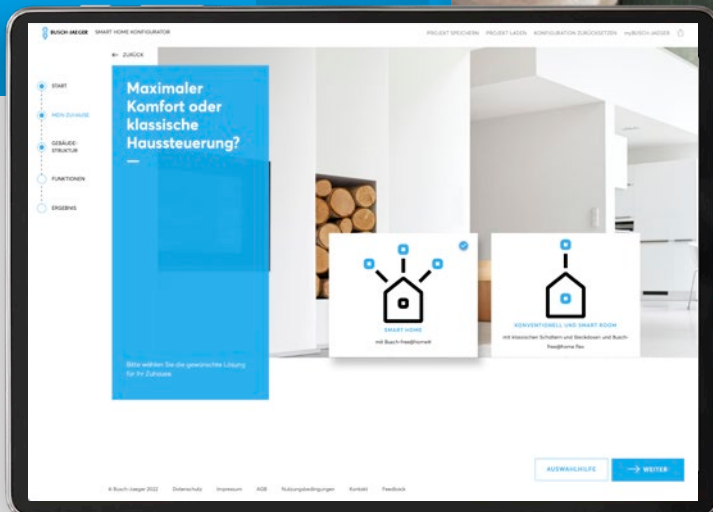 BUSCH-JAEGER SMART HOME KONFIGURATOR
PROJEKT SPEICHERN PROJEKT LADEN KONFIGURATION ZURÜCKSETZEN myBUSCH-JAEGER
← ZURÜCK
START
MEIN ZUHAUSE
GEBÄUDE-
STRUKTUR
FUNKTIONEN
ERGEBNIS
Maximaler
Komfort oder
klassische
Haussteuerung?
Bitte wählen Sie die gewünschte Lösung
für Ihr Zuhause.
SMART HOME
mit Busch-free@home®
KONVENTIONELL UND SMART ROOM
mit klassischen Schaltern und Steckdosen und Busch-
free@home flex
AUSWAHLHILFE
→ WEITER
© Busch-Jaeger 2022 Datenschutz Impressum AGB Nutzungsbedingungen Kontakt Feedback